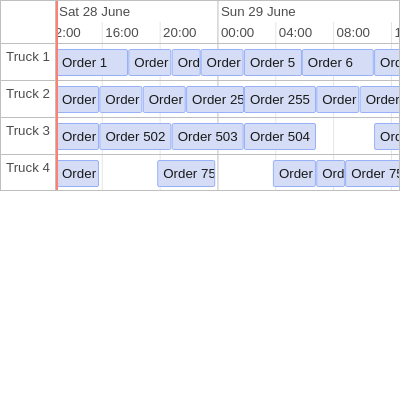 Sat 28 June Sun 29 June
2:00 16:00 20:00 00:00 04:00 08:00 1
Truck 1 Order 1 Order Ord Order Order 5 Order 6 Ord
Truck 2 Order Order Order Order 25 Order 255 Order Order
Truck 3 Order Order 502 Order 503 Order 504 Ord
Truck 4 Order Order 75 Order Ord Order 75